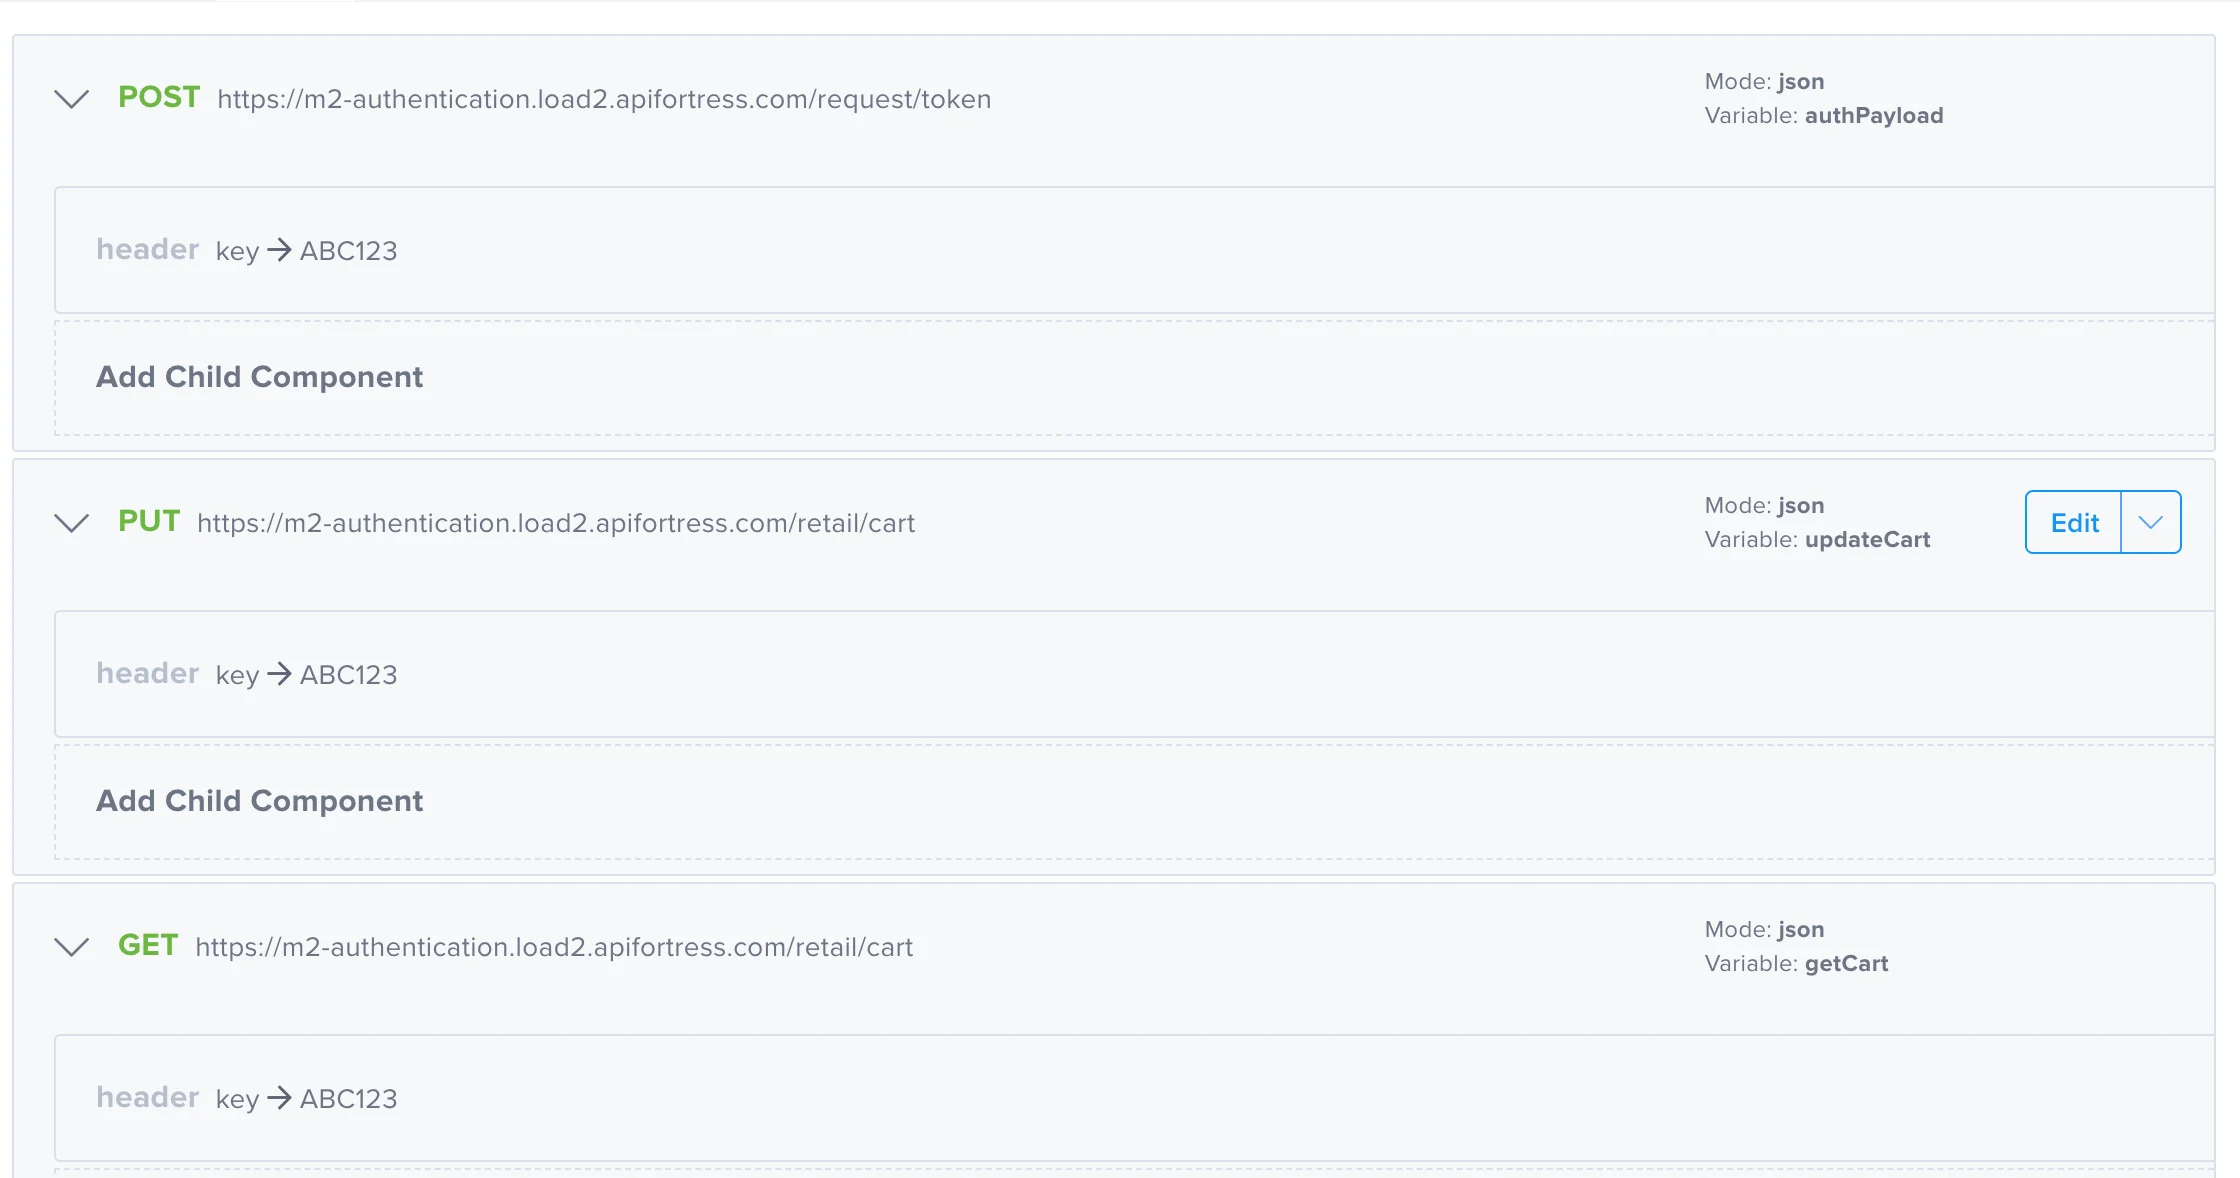 POST https://m2-authentication.load2.apifortress.com/request/token
Mode: json
Variable: authPayload
header key → ABC123
Add Child Component
PUT https://m2-authentication.load2.apifortress.com/retail/cart
Mode: json
Variable: updateCart
Edit
header key → ABC123
Add Child Component
GET https://m2-authentication.load2.apifortress.com/retail/cart
Mode: json
Variable: getCart
header key → ABC123